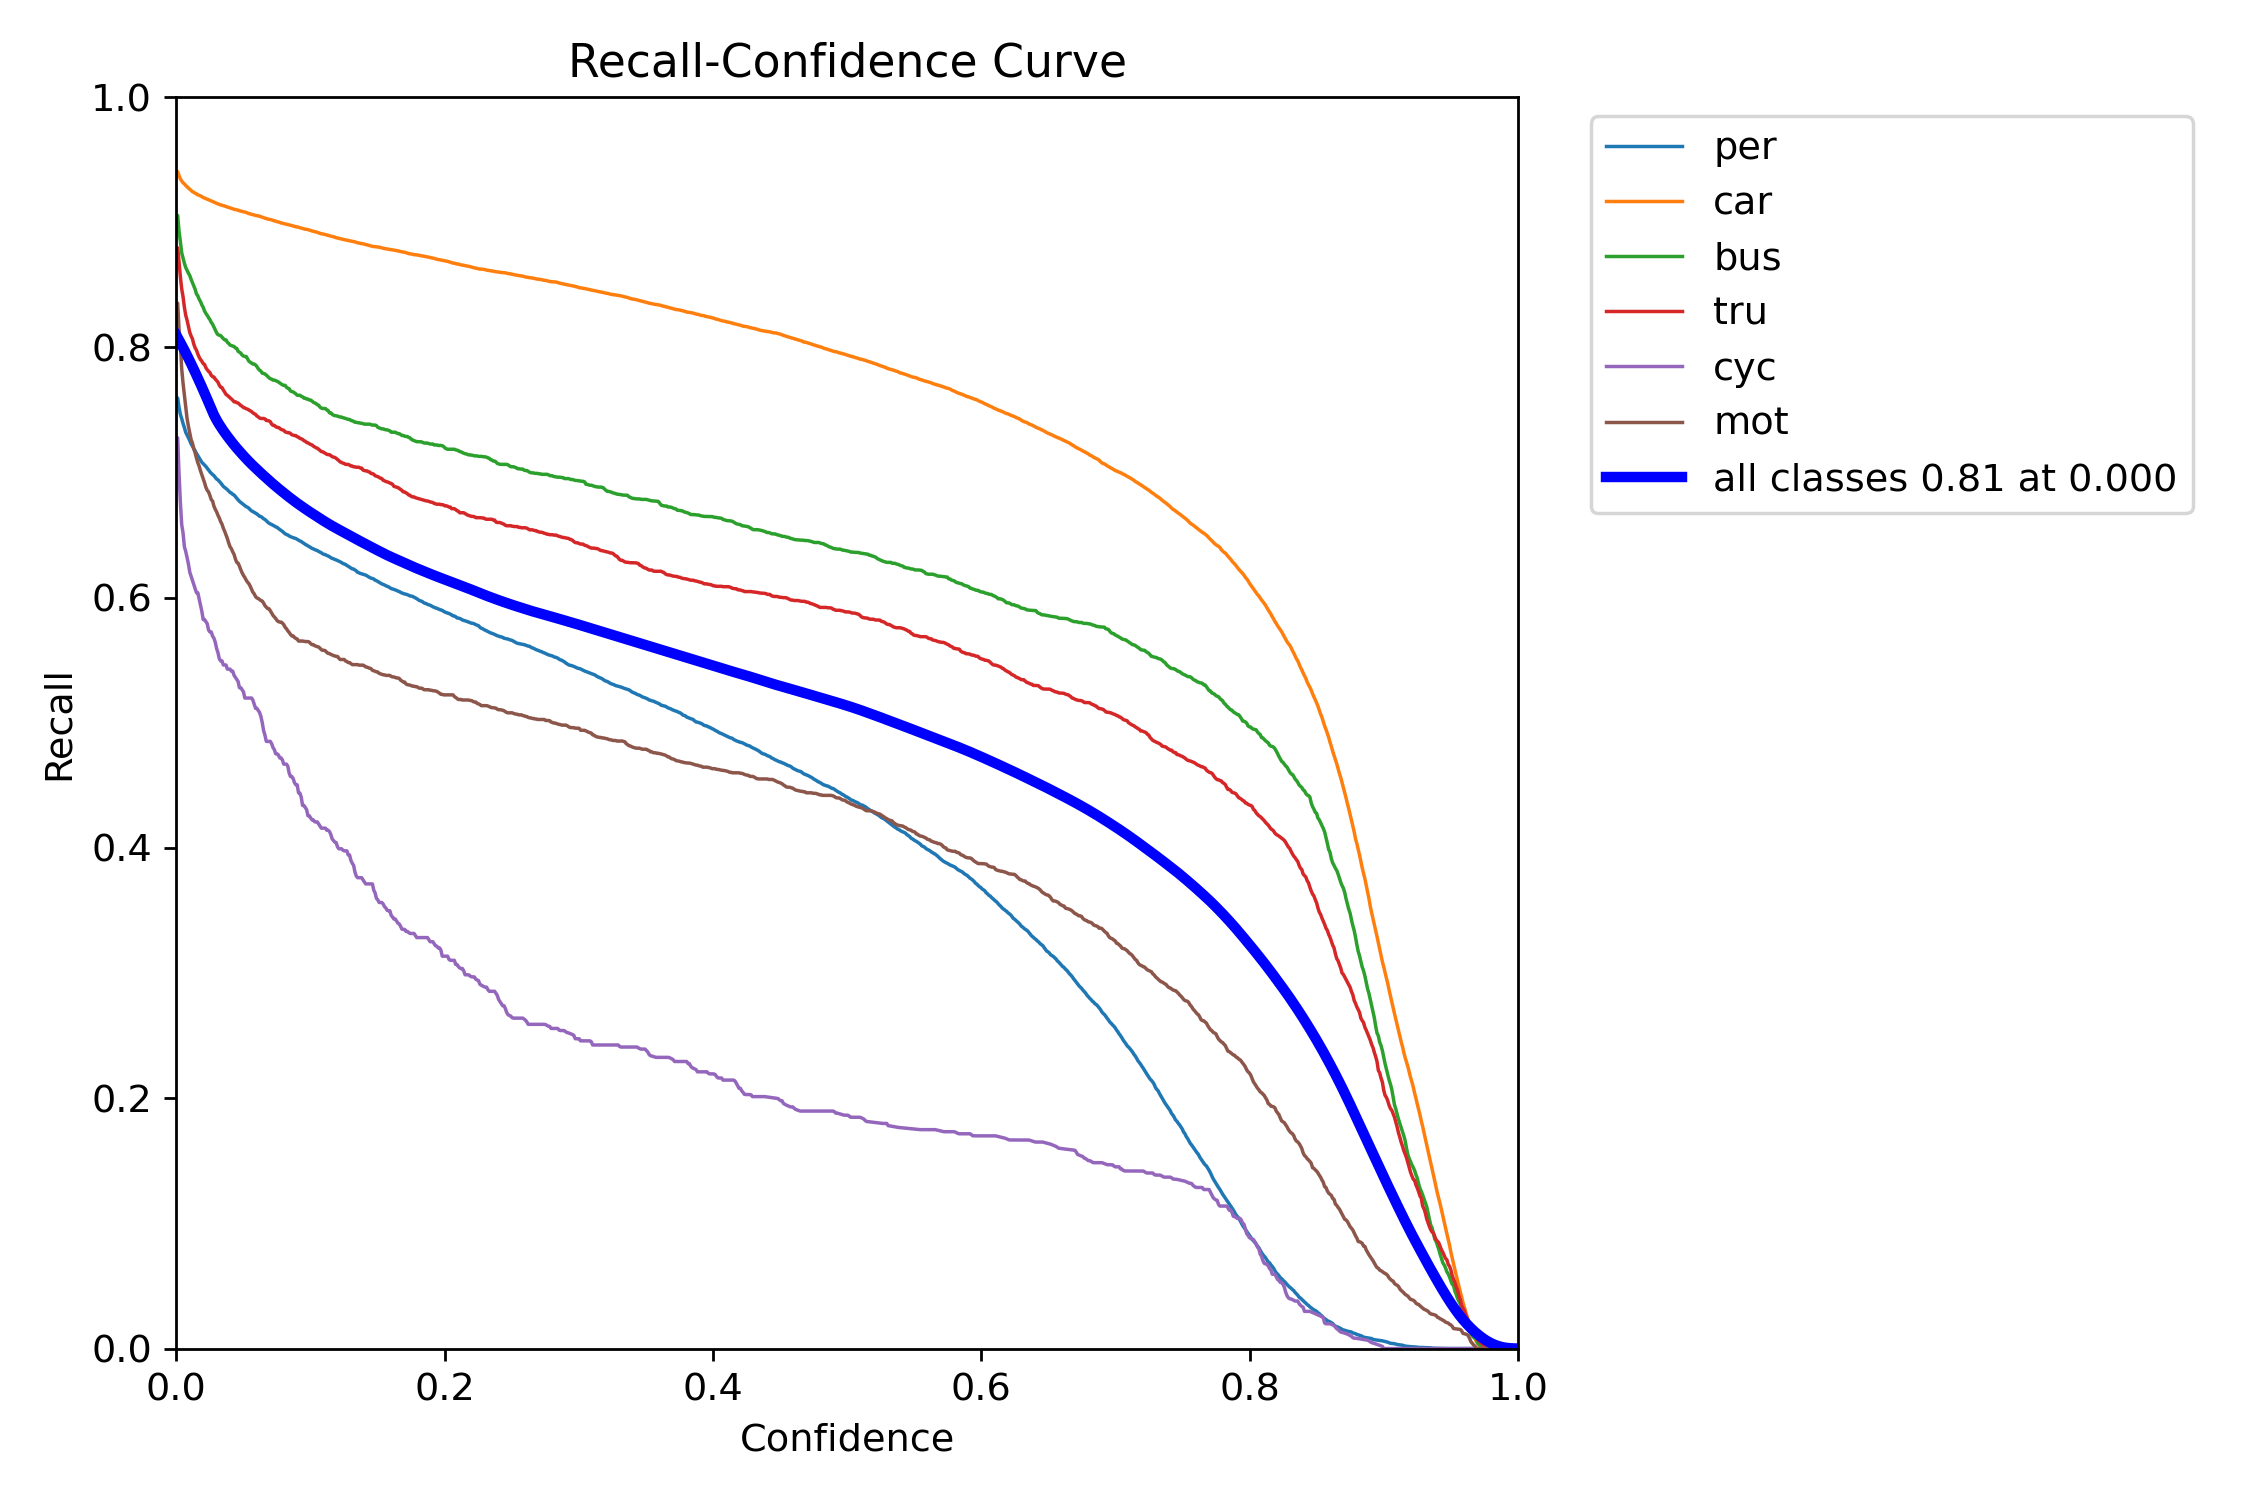 Recall-Confidence Curve
1.0
0.8
0.6
0.4
0.2
0.0
Recall
0.0 0.2 0.4 0.6 0.8 1.0
Confidence
per
car
bus
tru
cyc
mot
all classes 0.81 at 0.000